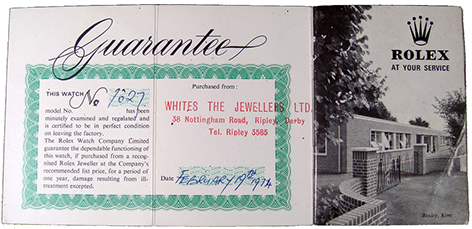 Guarantee
THIS WATCH No 7027.
model No. has been
minutely examined and regulated and
is certified to be in perfect condition
on leaving the factory.
The Rolex Watch Company Limited
guarantee the dependable functioning of
this watch, if purchased from a recog-
nised Rolex Jeweller at the Company's
recommended list price, for a period of
one year, damage resulting from ill-
treatment excepted.
Purchased from:
WHITES THE JEWELLERS LTD.
38 Nottingham Road, Ripley, Derby
Tel. Ripley 3585
Date FEBRUARY 19th 1974
ROLEX
AT YOUR SERVICE
Bexley, Kent